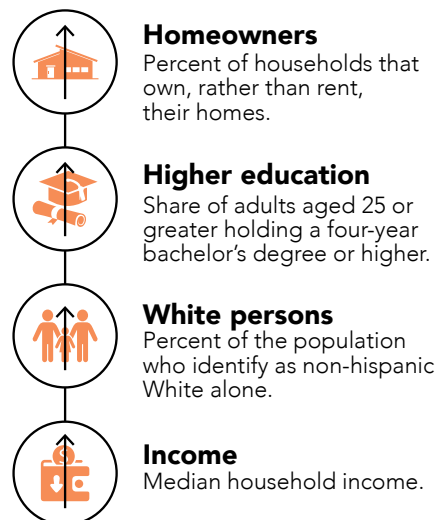 Homeowners
Percent of households that
own, rather than rent,
their homes.
Higher education
Share of adults aged 25 or
greater holding a four-year
bachelor’s degree or higher.
White persons
Percent of the population
who identify as non-hispanic
White alone.
Income
Median household income.